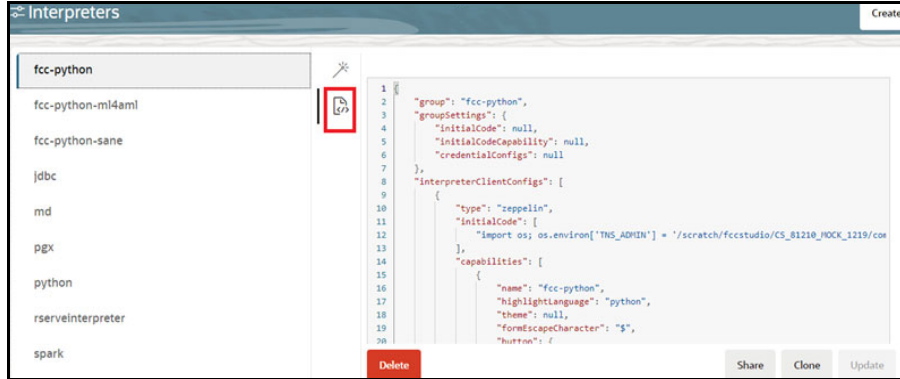 Interpreters
Create
fcc-python
fcc-python-ml4aml
fcc-python-sane
jdbc
md
pgx
python
rserveinterpreter
spark
1 {
2 "group": "fcc-python",
3 "groupSettings": {
4 "initialCode": null,
5 "initialCodeCapability": null,
6 "credentialConfigs": null
7 },
8 "interpreterClientConfigs": [
9 {
10 "type": "zeppelin",
11 "initialCode": [
12 "import os; os.environ['TNS_ADMIN'] = '/scratch/fccstudio/CS_81210_MOCK_1219/com
13 ],
14 "capabilities": [
15 {
16 "name": "fcc-python",
17 "highlightLanguage": "python",
18 "theme": null,
19 "formEscapeCharacter": "$",
20 "button": {
Delete
Share
Clone
Update